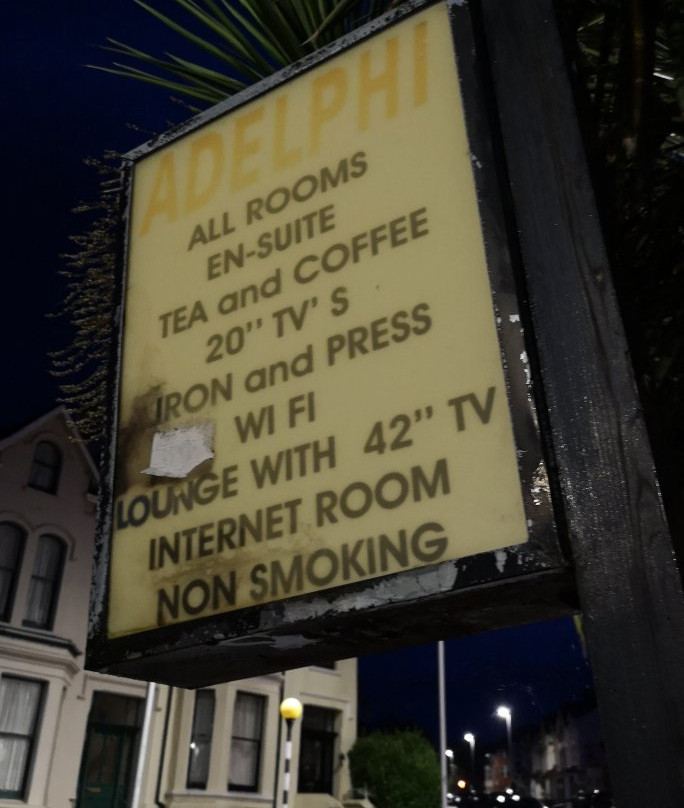 ADELPHI
ALL ROOMS
EN-SUITE
TEA and COFFEE
20'' TV' S
IRON and PRESS
WI FI
LOUNGE WITH 42'' TV
INTERNET ROOM
NON SMOKING